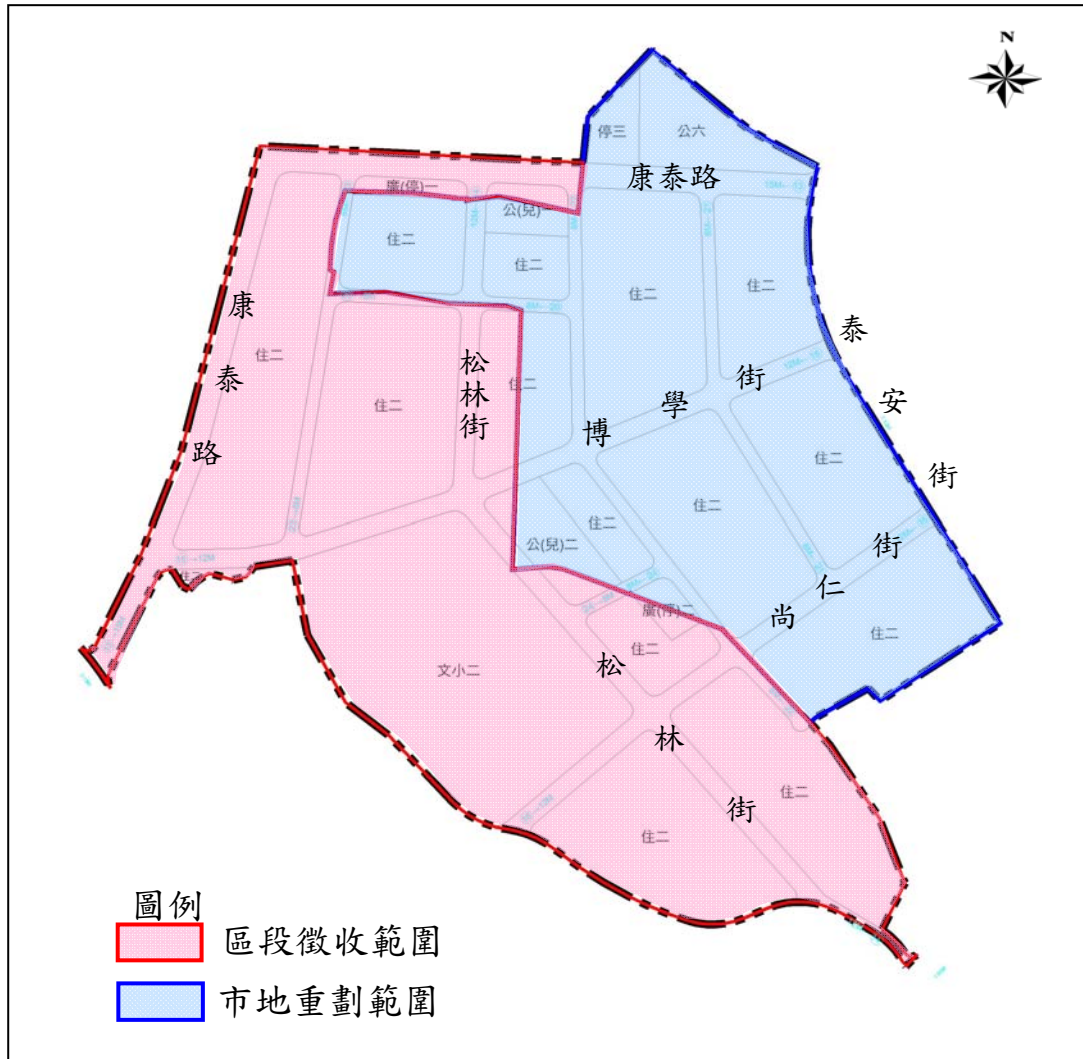 N
停三
公六
康泰路
15M
廣(停)一
公(兒)一
住二
住二
住二
住二
康泰路
住二
松林街
住二
住二
博學街
12M-15
泰安街
住二
住二
公(兒)二
住二
尚仁街
廣(停)二
住二
住二
文小二
松林街
住二
住二
圖例
區段徵收範圍
市地重劃範圍